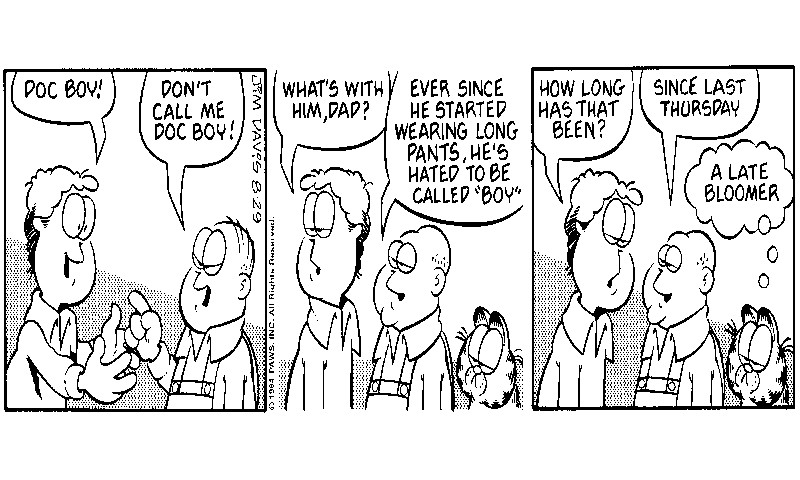 DOC BOY!
DON'T
CALL ME
DOC BOY!
JIM DAVIS 8-29
© 1984 PAWS, INC. All Rights Reserved.
WHAT'S WITH
HIM, DAD?
EVER SINCE
HE STARTED
WEARING LONG
PANTS, HE'S
HATED TO BE
CALLED "BOY"
HOW LONG
HAS THAT
BEEN?
SINCE LAST
THURSDAY
A LATE
BLOOMER